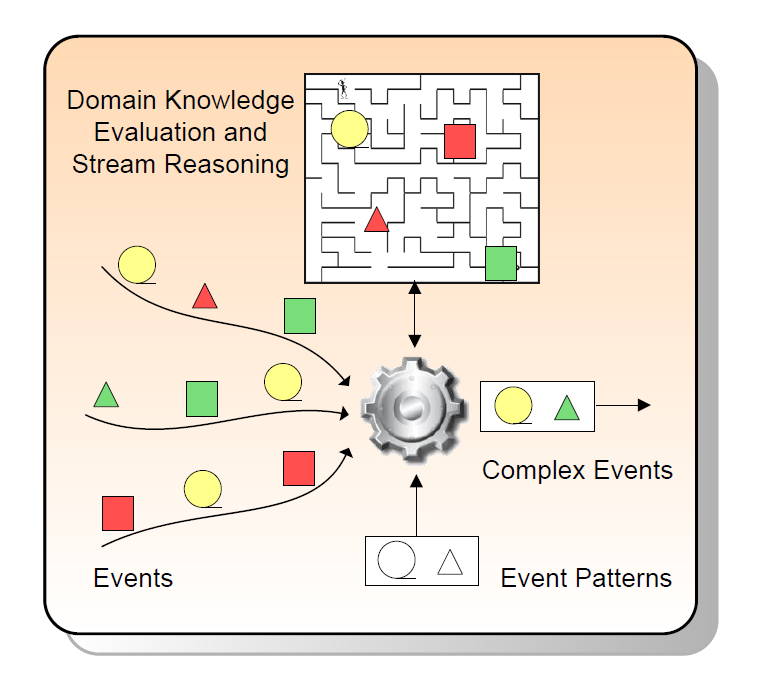 Domain Knowledge
Evaluation and
Stream Reasoning
Complex Events
Events
Event Patterns